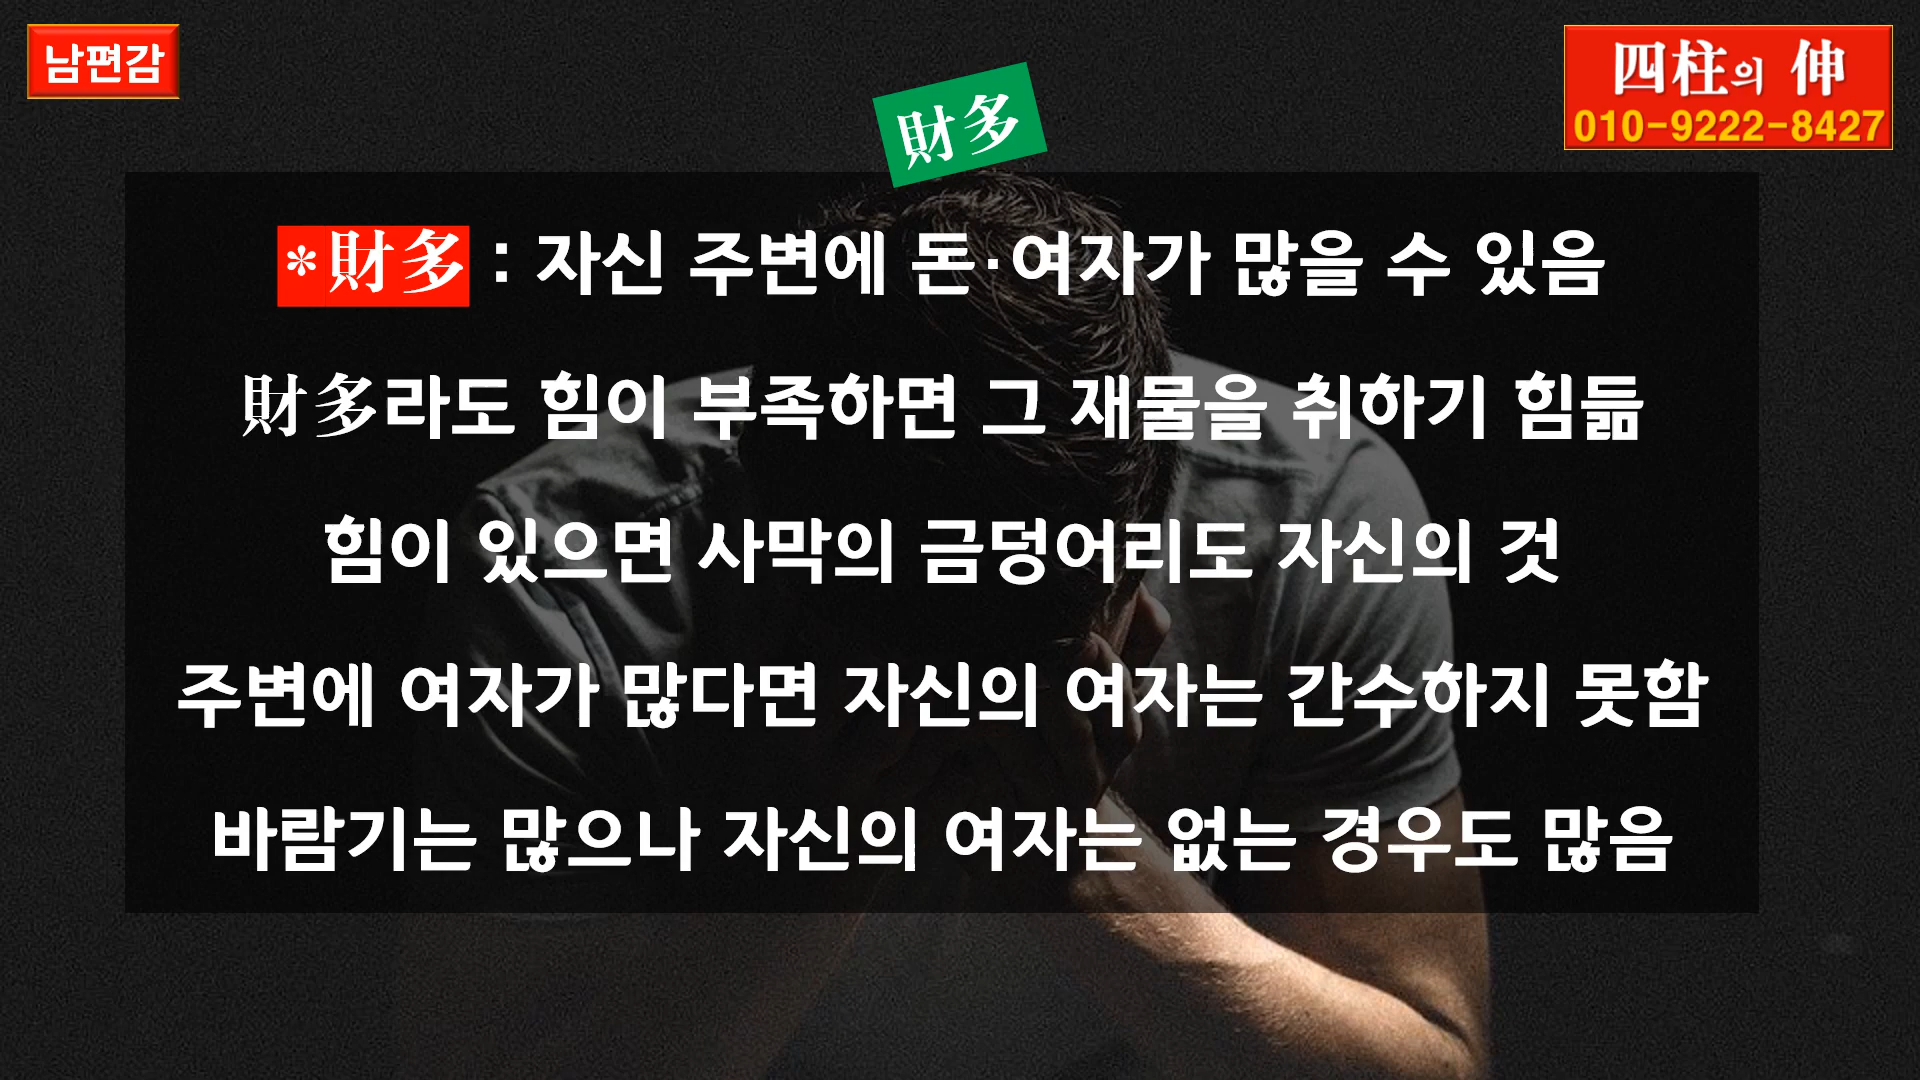 남편감
四柱의 伸
010-9222-8427
財多
*財多 : 자신 주변에 돈·여자가 많을 수 있음
財多라도 힘이 부족하면 그 재물을 취하기 힘듦
힘이 있으면 사막의 금덩어리도 자신의 것
주변에 여자가 많다면 자신의 여자는 간수하지 못함
바람기는 많으나 자신의 여자는 없는 경우도 많음